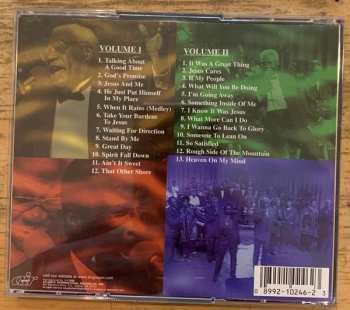 VOLUME I
1. Talking About
A Good Time
2. God's Promise
3. Jesus And Me
4. He Just Put Himself
In My Place
5. When It Rains (Medley)
6. Take Your Burdens
To Jesus
7. Waiting For Direction
8. Stand By Me
9. Great Day
10. Spirit Fall Down
11. Ain't It Sweet
12. That Other Shore
VOLUME II
1. It Was A Great Thing
2. Jesus Cares
3. If My People
4. What Will You Be Doing
5. I'm Going Away
6. Something Inside Of Me
7. I Know It Was Jesus
8. What More Can I Do
9. I Wanna Go Back To Glory
10. Someone To Lean On
11. So Satisfied
12. Rough Side Of The Mountain
13. Heaven On My Mind
air
0 8992-10246-2 3